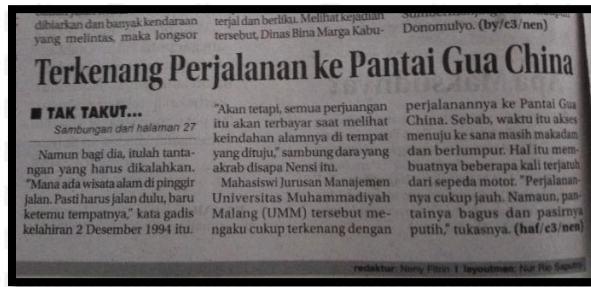 dibiarkan dan banyak kendaraan
yang melintas, maka longsor
terjal dan berliku. Melihat kejadian
tersebut, Dinas Bina Marga Kabu-
Donomulyo. (by/c3/nen)
Terkenang Perjalanan ke Pantai Gua China
■ TAK TAKUT...
Sambungan dari halaman 27
Namun bagi dia, itulah tanta-
ngan yang harus dikalahkan.
"Mana ada wisata alam di pinggir
jalan. Pasti harus jalan dulu, baru
ketemu tempatnya," kata gadis
kelahiran 2 Desember 1994 itu.
"Akan tetapi, semua perjuangan
itu akan terbayar saat melihat
keindahan alamnya di tempat
yang dituju," sambung dara yang
akrab disapa Nensi itu.
Mahasiswi Jurusan Manajemen
Universitas Muhammadiyah
Malang (UMM) tersebut me-
ngaku cukup terkenang dengan
perjalanannya ke Pantai Gua
China. Sebab, waktu itu akses
menuju ke sana masih makadam
dan berlumpur. Hal itu mem-
buatnya beberapa kali terjatuh
dari sepeda motor. "Perjalanan-
nya cukup jauh. Namaun, pan-
tainya bagus dan pasirnya
putih," tukasnya. (haf/c3/nen)
redaktur: Neny Fitrin I layoutman: Nur Rio Saputro